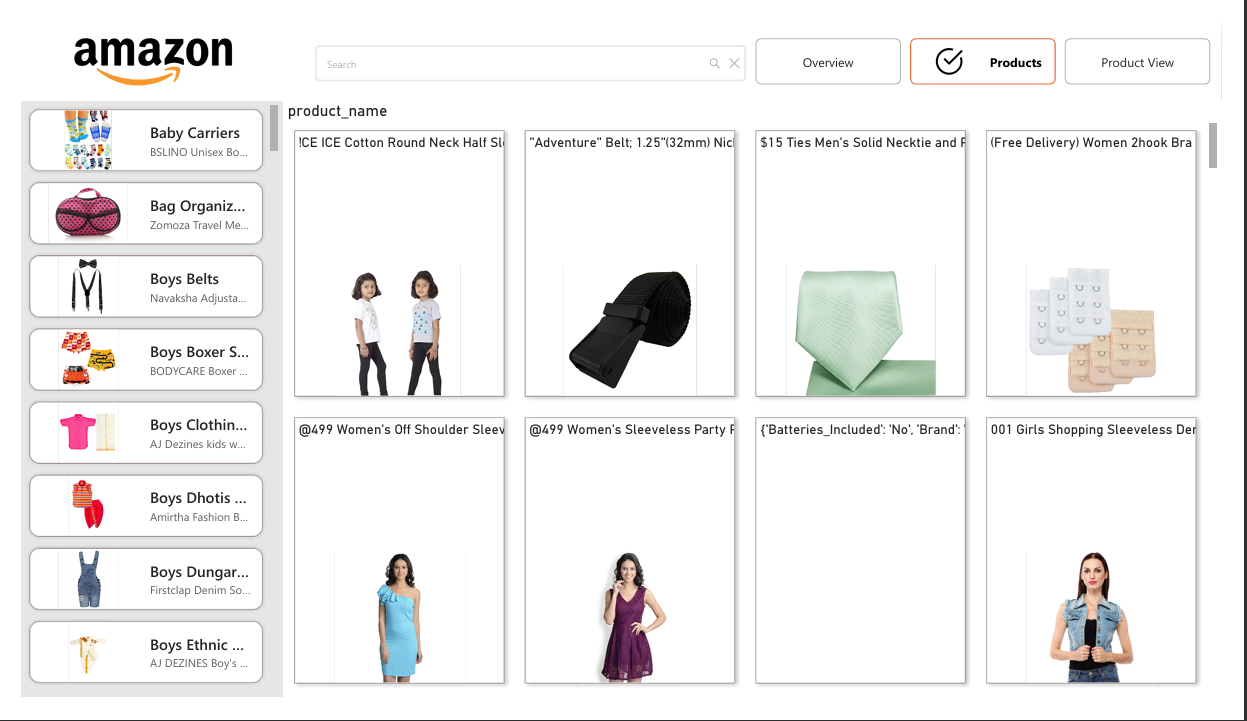 amazon
Search
Overview
Products
Product View
Baby Carriers
BSLINO Unisex Bo...
Bag Organiz...
Zomoza Travel Me...
Boys Belts
Navaksha Adjusta...
Boys Boxer S...
BODYCARE Boxer ...
Boys Clothin...
AJ Dezines kids w...
Boys Dhotis ...
Amirtha Fashion B...
Boys Dungar...
Firstclap Denim So...
Boys Ethnic ...
AJ DEZINES Boy's ...
product_name
!CE ICE Cotton Round Neck Half Sl
"Adventure" Belt; 1.25"(32mm) Nic
$15 Ties Men's Solid Necktie and
(Free Delivery) Women 2hook Bra
@499 Women's Off Shoulder Sleev
@499 Women's Sleeveless Party
{'Batteries_Included': 'No', 'Brand': '
001 Girls Shopping Sleeveless Der